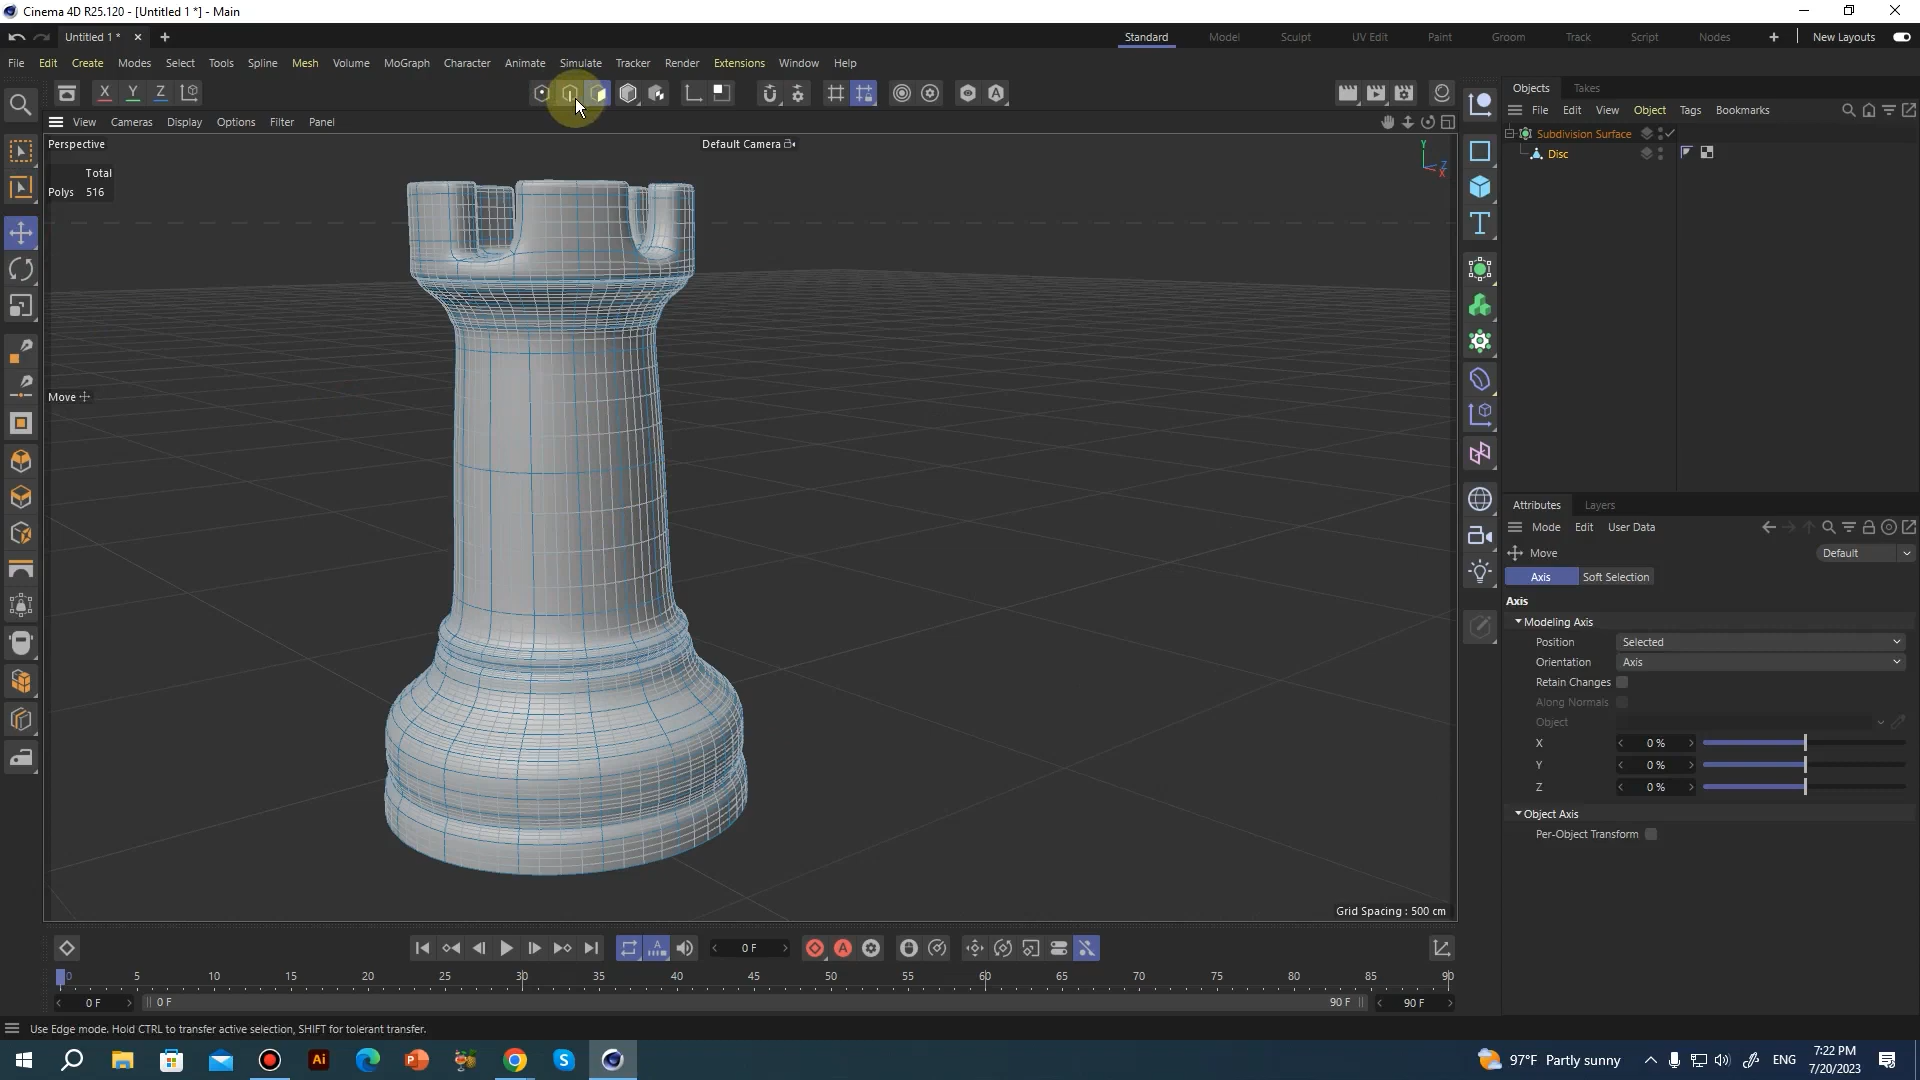 Cinema 4D R25.120 - [Untitled 1 *] - Main
Untitled 1 *
Standard Model Sculpt UV Edit Paint Groom Track Script Nodes New Layouts
File Edit Create Modes Select Tools Spline Mesh Volume MoGraph Character Animate Simulate Tracker Render Extensions Window Help
X Y Z
Objects Takes
File Edit View Object Tags Bookmarks
View Cameras Display Options Filter Panel
Subdivision Surface
Disc
Perspective
Default Camera
Y
Z
X
Total
Polys 516
Move
Attributes Layers
Mode Edit User Data
Move
Default
Axis Soft Selection
Axis
Modeling Axis
Position Selected
Orientation Axis
Retain Changes
Along Normals
Object
X 0 %
Y 0 %
Z 0 %
Object Axis
Per-Object Transform
Grid Spacing : 500 cm
0 F
0 5 10 15 20 25 30 35 40 45 50 55 60 65 70 75 80 85 90
0 F 0 F 90 F 90 F
Use Edge mode. Hold CTRL to transfer active selection, SHIFT for tolerant transfer.
97°F Partly sunny
ENG
7:22 PM
7/20/2023